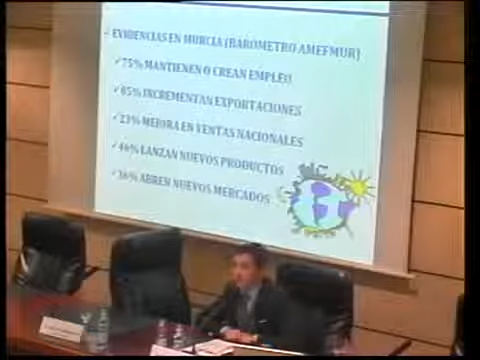 ✓ EVIDENCIAS EN MURCIA (BAROMETRO AMEFMUR)
✓ 75% MANTIENEN O CREAN EMPLEO
✓ 85% INCREMENTAN EXPORTACIONES
✓ 23% MEJORA EN VENTAS NACIONALES
✓ 46% LANZAN NUEVOS PRODUCTOS
✓ 36% ABREN NUEVOS MERCADOS